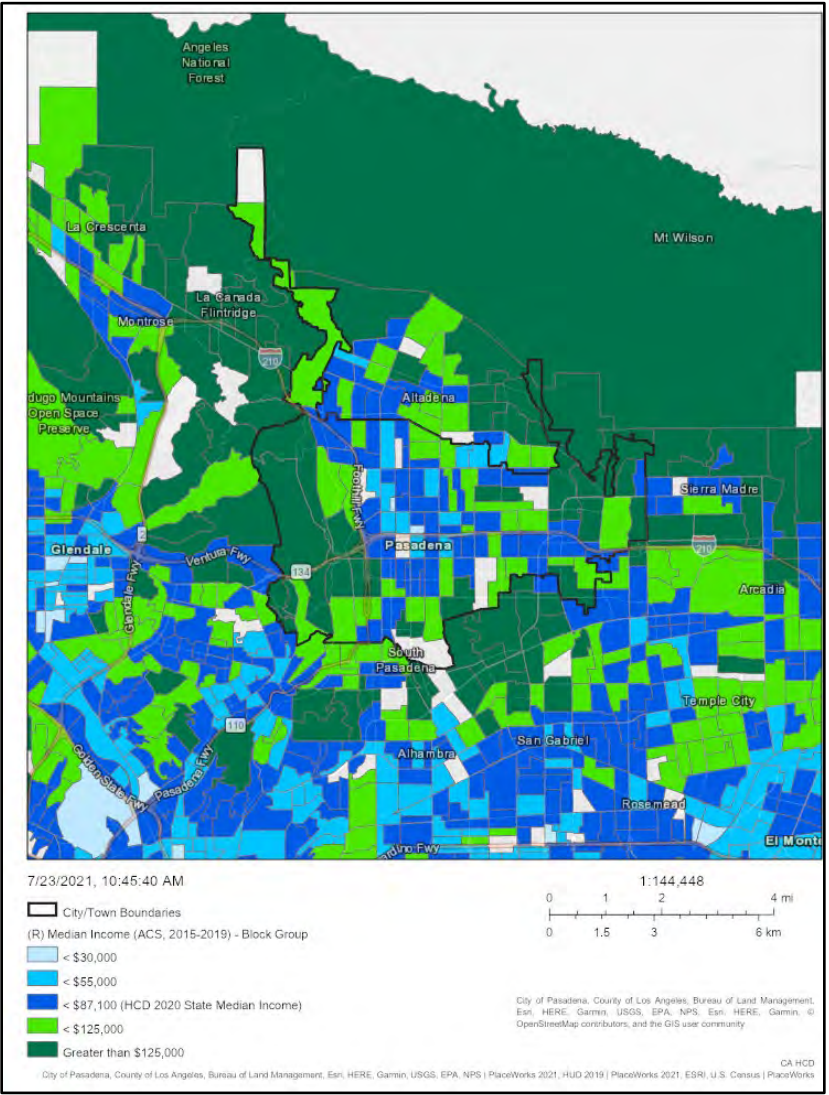 Angeles
National
Forest
La Crescenta
Mt Wilson
La Canada
Flintridge
Montrose
210
dugo Mountains
Open Space
Preserve
Altadena
Foothill Fwy
Sierra Madre
Glendale
2
Ventura Fwy
Pasadena
210
134
Glendale Fwy
Arcadia
South
Pasadena
Temple City
110
San Gabriel
Alhambra
Golden State Fwy
Pasadena Fwy
Rosemead
El Monte
ardino Fwy
7/23/2021, 10:45:40 AM
1:144,448
0 1 2 4 mi
0 1.5 3 6 km
City/Town Boundaries
(R) Median Income (ACS, 2015-2019) - Block Group
< $30,000
< $55,000
< $87,100 (HCD 2020 State Median Income)
< $125,000
Greater than $125,000
City of Pasadena, County of Los Angeles, Bureau of Land Management,
Esri, HERE, Garmin, USGS, EPA, NPS, Esri, HERE, Garmin, ©
OpenStreetMap contributors, and the GIS user community
CA HCD
City of Pasadena, County of Los Angeles, Bureau of Land Management, Esri, HERE, Garmin, USGS, EPA, NPS | PlaceWorks 2021, HUD 2019 | PlaceWorks 2021, ESRI, U.S. Census | PlaceWorks